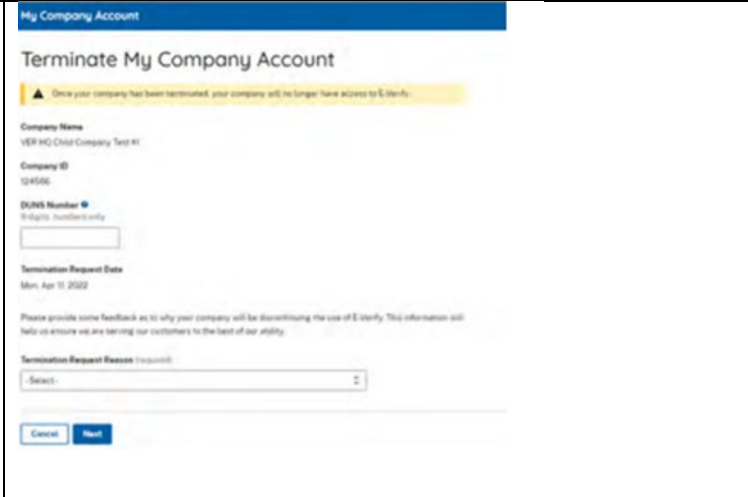 My Company Account
Terminate My Company Account
Once your company has been terminated, your company will no longer have access to E-Verify.
Company Name
VER HQ Child Company Test #1
Company ID
124566
DUNS Number
9 digits, numbers only
Termination Request Date
Mon, Apr 11, 2022
Please provide some feedback as to why your company will be discontinuing the use of E-Verify. This information will
help us ensure we are serving our customers to the best of our ability.
Termination Request Reason (required)
-Select-
Cancel Next